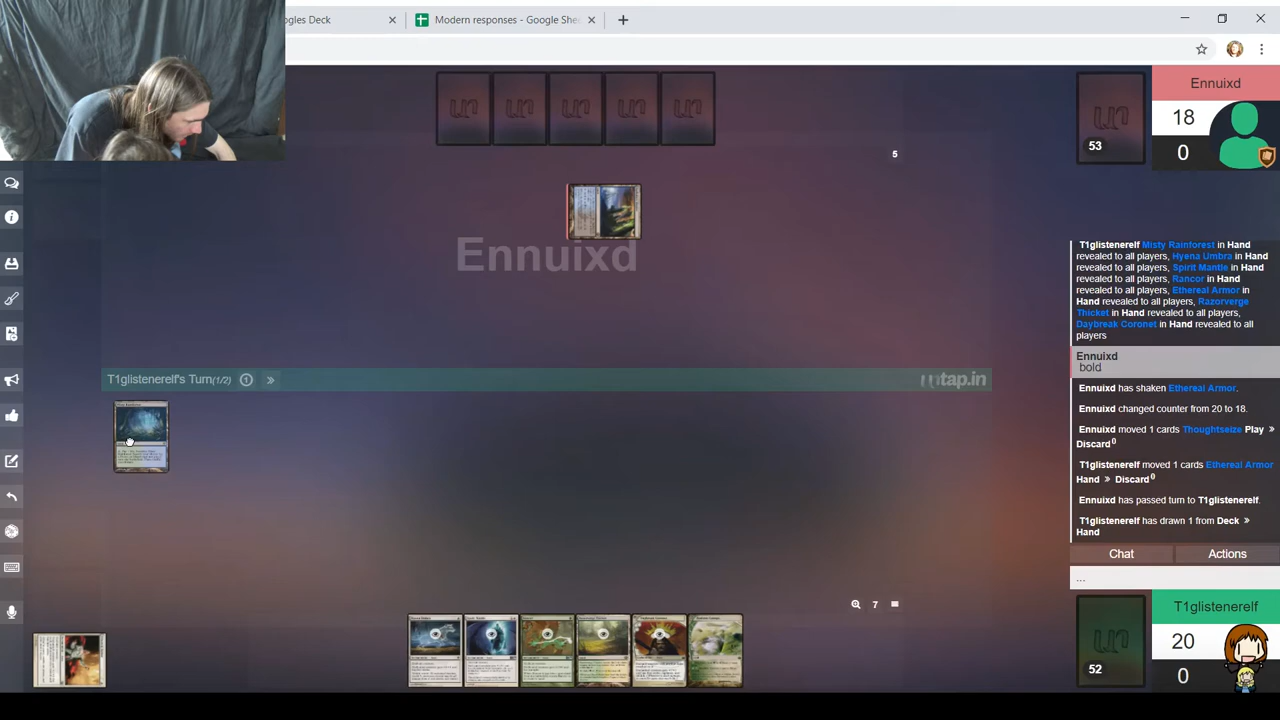 ogles Deck
Modern responses - Google She
Ennuixd
18
0
53
5
Ennuixd
T1glistenerelf Misty Rainforest in Hand
revealed to all players, Hyena Umbra in
Hand revealed to all players,
Spirit Mantle in Hand revealed to all
players, Rancor in Hand revealed to all
players, Ethereal Armor in
Hand revealed to all players, Razorverge
Thicket in Hand revealed to all players,
Daybreak Coronet in Hand revealed to all
players
Ennuixd
bold
Ennuixd has shaken Ethereal Armor.
Ennuixd changed counter from 20 to 18.
Ennuixd moved 1 cards Thoughtseize Play »
Discard0
T1glistenerelf moved 1 cards Ethereal Armor
Hand » Discard0
Ennuixd has passed turn to T1glistenerelf.
T1glistenerelf has drawn 1 from Deck »
Hand
Chat
Actions
...
T1glistenerelf's Turn(1/2) 1 »
untap.in
7
T1glistenerelf
20
0
52